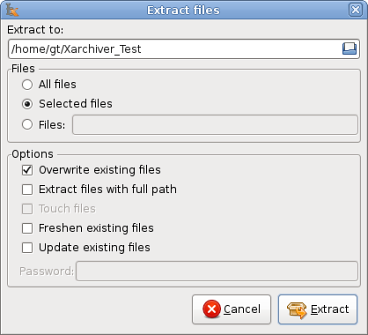 Extract files
Extract to:
/home/gt/Xarchiver_Test
Files
All files
Selected files
Files:
Options
Overwrite existing files
Extract files with full path
Touch files
Freshen existing files
Update existing files
Password:
Cancel
Extract